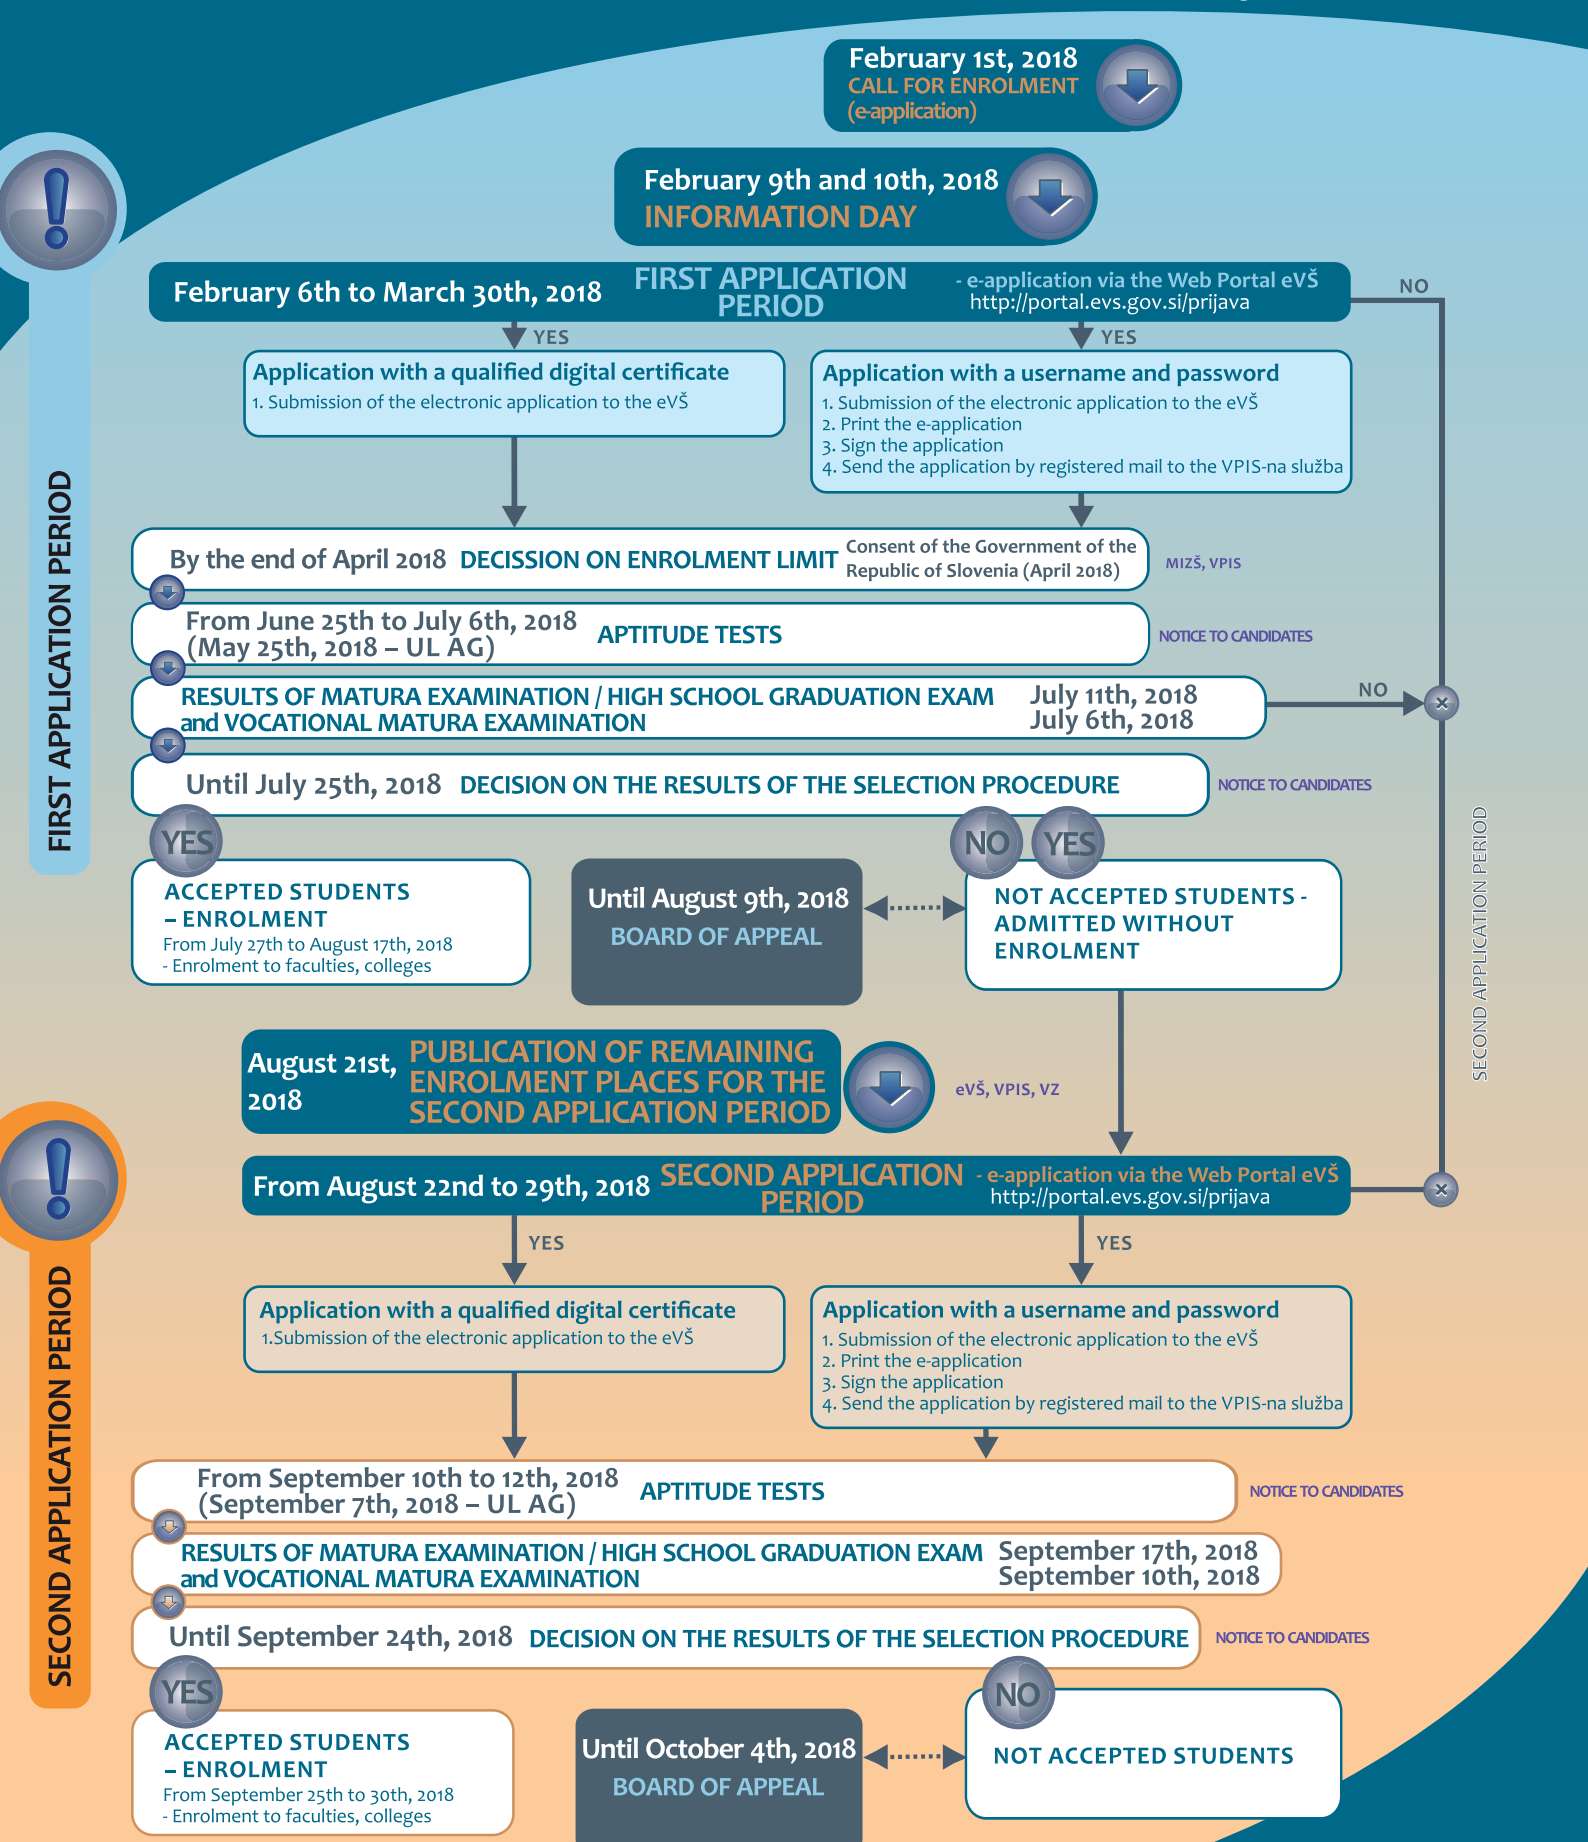 February 1st, 2018
CALL FOR ENROLMENT
(e-application)
February 9th and 10th, 2018
INFORMATION DAY
FIRST APPLICATION PERIOD
February 6th to March 30th, 2018
FIRST APPLICATION
PERIOD
- e-application via the Web Portal eVŠ
http://portal.evs.gov.si/prijava
NO
YES
YES
Application with a qualified digital certificate
1. Submission of the electronic application to the eVŠ
Application with a username and password
1. Submission of the electronic application to the eVŠ
2. Print the e-application
3. Sign the application
4. Send the application by registered mail to the VPIS-na služba
By the end of April 2018 DECISSION ON ENROLMENT LIMIT
Consent of the Government of the
Republic of Slovenia (April 2018)
MIZŠ, VPIS
From June 25th to July 6th, 2018
(May 25th, 2018 – UL AG)
APTITUDE TESTS
NOTICE TO CANDIDATES
RESULTS OF MATURA EXAMINATION / HIGH SCHOOL GRADUATION EXAM July 11th, 2018
and VOCATIONAL MATURA EXAMINATION July 6th, 2018
NO
Until July 25th, 2018 DECISION ON THE RESULTS OF THE SELECTION PROCEDURE
NOTICE TO CANDIDATES
YES
ACCEPTED STUDENTS
– ENROLMENT
From July 27th to August 17th, 2018
- Enrolment to faculties, colleges
Until August 9th, 2018
BOARD OF APPEAL
NO YES
NOT ACCEPTED STUDENTS -
ADMITTED WITHOUT
ENROLMENT
SECOND APPLICATION PERIOD
August 21st,
2018
PUBLICATION OF REMAINING
ENROLMENT PLACES FOR THE
SECOND APPLICATION PERIOD
eVŠ, VPIS, VZ
SECOND APPLICATION PERIOD
From August 22nd to 29th, 2018
SECOND APPLICATION
PERIOD
- e-application via the Web Portal eVŠ
http://portal.evs.gov.si/prijava
YES
YES
Application with a qualified digital certificate
1.Submission of the electronic application to the eVŠ
Application with a username and password
1. Submission of the electronic application to the eVŠ
2. Print the e-application
3. Sign the application
4. Send the application by registered mail to the VPIS-na služba
From September 10th to 12th, 2018
(September 7th, 2018 – UL AG)
APTITUDE TESTS
NOTICE TO CANDIDATES
RESULTS OF MATURA EXAMINATION / HIGH SCHOOL GRADUATION EXAM September 17th, 2018
and VOCATIONAL MATURA EXAMINATION September 10th, 2018
Until September 24th, 2018 DECISION ON THE RESULTS OF THE SELECTION PROCEDURE
NOTICE TO CANDIDATES
YES
ACCEPTED STUDENTS
– ENROLMENT
From September 25th to 30th, 2018
- Enrolment to faculties, colleges
Until October 4th, 2018
BOARD OF APPEAL
NO
NOT ACCEPTED STUDENTS